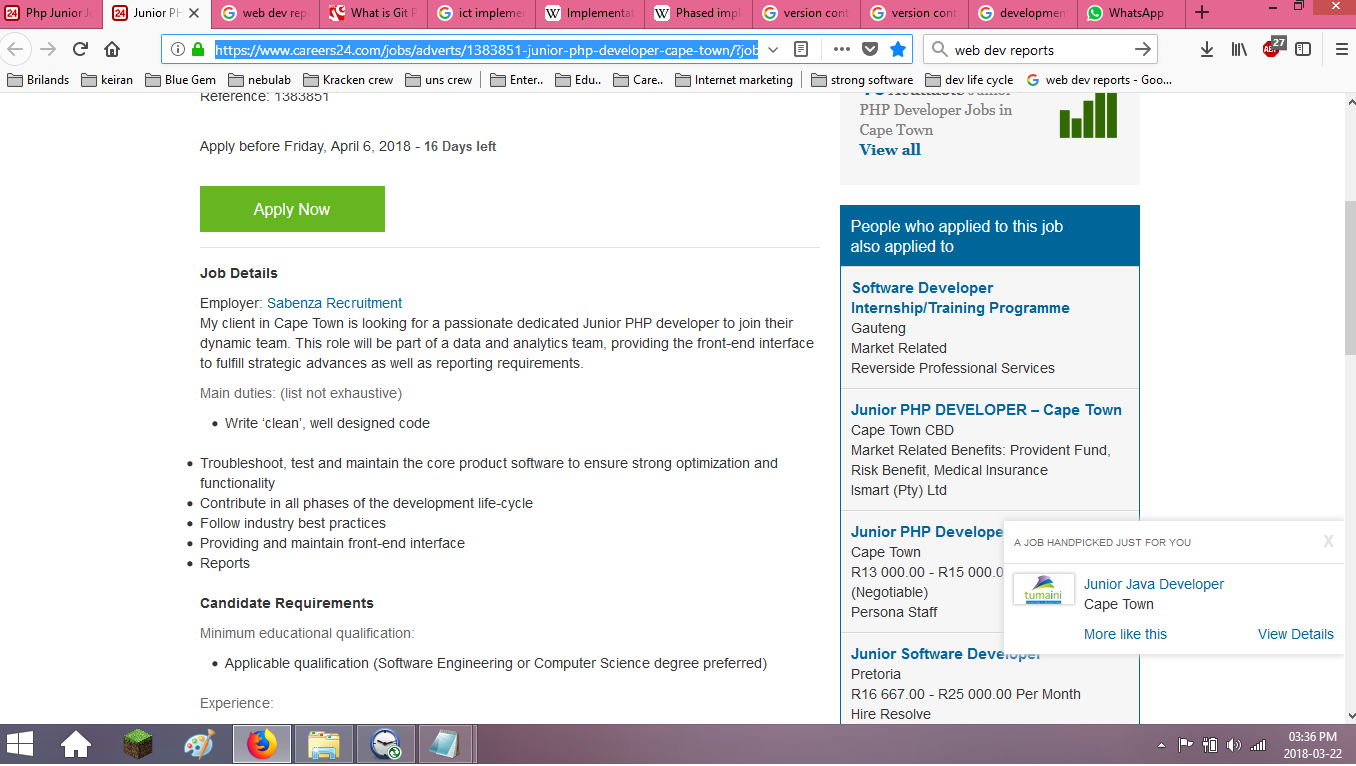 Php Junior J
Junior PH
web dev rep
What is Git P
ict implemen
Implementat
Phased impl
version cont
version cont
development
WhatsApp
https://www.careers24.com/jobs/adverts/1383851-junior-php-developer-cape-town/?job
web dev reports
27
Brilands
keiran
Blue Gem
nebulab
Kracken crew
uns crew
Enter..
Edu..
Care..
Internet marketing
strong software
dev life cycle
web dev reports - Goo...
Reference: 1383851
Apply before Friday, April 6, 2018 - 16 Days left
Apply Now
Job Details
Employer: Sabenza Recruitment
My client in Cape Town is looking for a passionate dedicated Junior PHP developer to join their
dynamic team. This role will be part of a data and analytics team, providing the front-end interface
to fulfill strategic advances as well as reporting requirements.
Main duties: (list not exhaustive)
• Write ‘clean’, well designed code
• Troubleshoot, test and maintain the core product software to ensure strong optimization and
functionality
• Contribute in all phases of the development life-cycle
• Follow industry best practices
• Providing and maintain front-end interface
• Reports
Candidate Requirements
Minimum educational qualification:
• Applicable qualification (Software Engineering or Computer Science degree preferred)
Experience:
Junior
PHP Developer Jobs in
Cape Town
View all
People who applied to this job
also applied to
Software Developer
Internship/Training Programme
Gauteng
Market Related
Reverside Professional Services
Junior PHP DEVELOPER – Cape Town
Cape Town CBD
Market Related Benefits: Provident Fund,
Risk Benefit, Medical Insurance
Ismart (Pty) Ltd
Junior PHP Develope
Cape Town
R13 000.00 - R15 000.0
(Negotiable)
Persona Staff
Junior Software Developer
Pretoria
R16 667.00 - R25 000.00 Per Month
Hire Resolve
A JOB HANDPICKED JUST FOR YOU
X
tumaini
Junior Java Developer
Cape Town
More like this
View Details
03:36 PM
2018-03-22